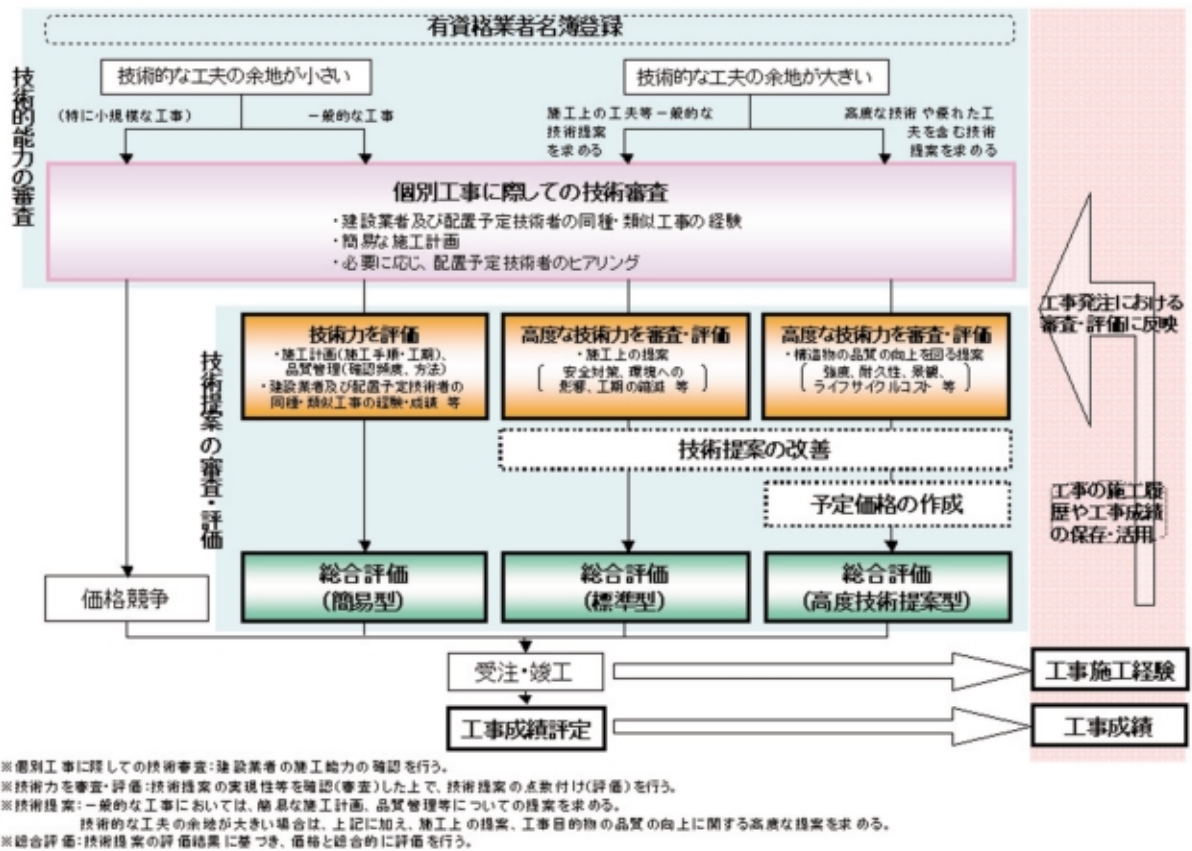 有資格業者名簿登録
技術的能力の審査
技術的な工夫の余地が小さい
技術的な工夫の余地が大きい
(特に小規模な工事)
一般的な工事
施工上の工夫等一般的な
技術提案
を求める
高度な技術や優れた工
夫を含む技術
提案を求める
個別工事に際しての技術審査
・建設業者及び配置予定技術者の同種・類似工事の経験
・簡易な施工計画
・必要に応じ、配置予定技術者のヒアリング
技術提案の審査・評価
技術力を評価
・施工計画(施工手順・工期)、
品質管理(確認頻度、方法)
・建設業者及び配置予定技術者の
同種・類似工事の経験・成績 等
高度な技術力を審査・評価
・施工上の提案
安全対策、環境への
影響、工期の縮減 等
高度な技術力を審査・評価
・構造物の品質の向上を図る提案
強度、耐久性、景観、
ライフサイクルコスト 等
技術提案の改善
予定価格の作成
価格競争
総合評価
(簡易型)
総合評価
(標準型)
総合評価
(高度技術提案型)
工事発注における
審査・評価に反映
工事の施工履
歴や工事成績
の保存・活用
受注・竣工
工事施工経験
工事成績評定
工事成績
※個別工事に際しての技術審査:建設業者の施工能力の確認を行う。
※技術力を審査・評価:技術提案の実現性等を確認(審査)した上で、技術提案の点数付け(評価)を行う。
※技術提案:一般的な工事においては、簡易な施工計画、品質管理等についての提案を求める。
技術的な工夫の余地が大きい場合は、上記に加え、施工上の提案、工事目的物の品質の向上に関する高度な提案を求める。
※総合評価:技術提案の評価結果に基づき、価格と総合的に評価を行う。